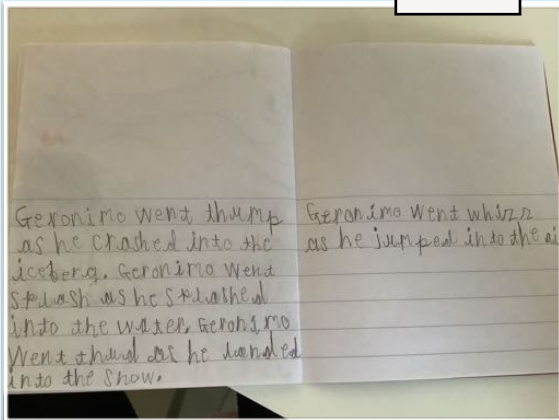 Geronimo went thump
as he crashed into the
iceberg. Geronimo went
splash as he splashed
into the water. Geronimo
went thud as he landed
into the snow.
Geronimo went whizz
as he jumped into the ai